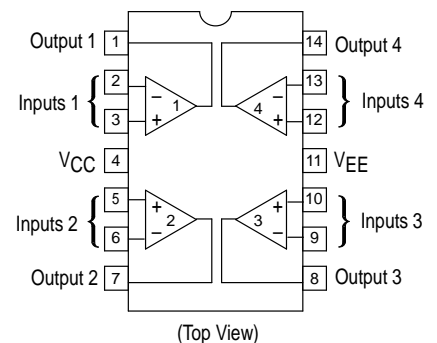 Output 1 1 14 Output 4
2 13
Inputs 1 { − 1 − 4 } Inputs 4
3 + + 12
VCC 4 11 VEE
5 + + 10
Inputs 2 { 2 3 } Inputs 3
6 − − 9
Output 2 7 8 Output 3
(Top View)